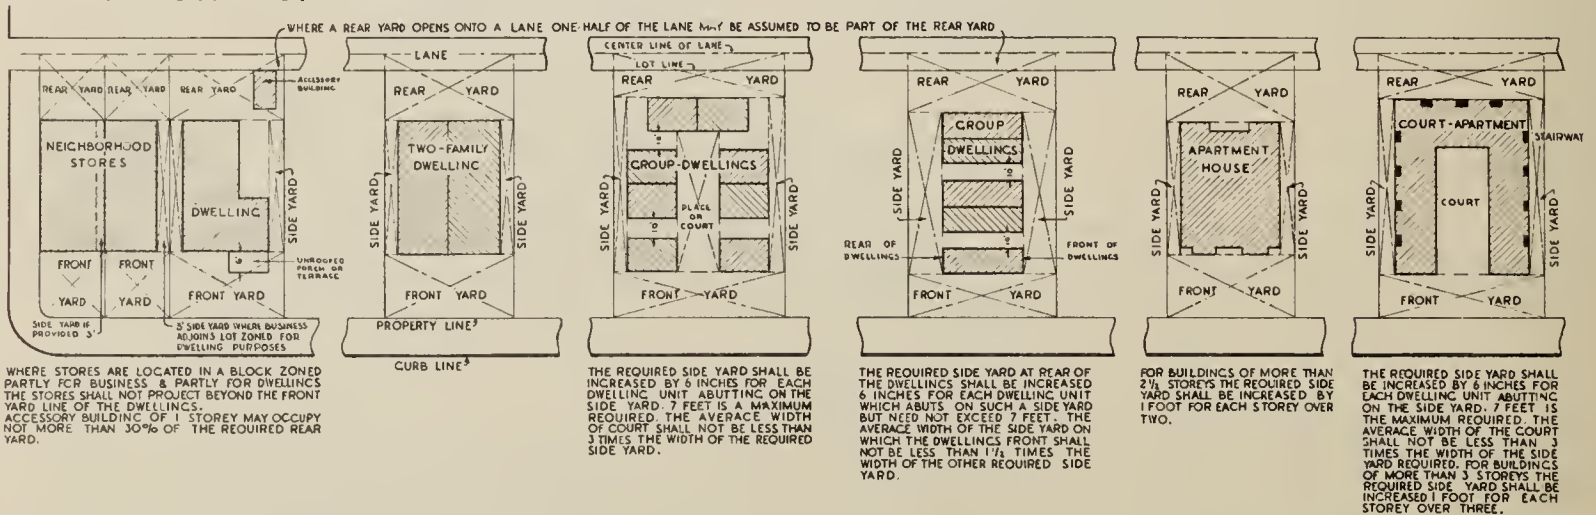 WHERE A REAR YARD OPENS ONTO A LANE ONE-HALF OF THE LANE MAY BE ASSUMED TO BE PART OF THE REAR YARD
REAR YARD
REAR YARD
REAR YARD
ACCESSORY
BUILDING
NEIGHBORHOOD
STORES
DWELLING
SIDE YARD
6'
UNROOFED
PORCH OR
TERRACE
FRONT
YARD
FRONT
YARD
FRONT YARD
SIDE YARD IF
PROVIDED 3'
3' SIDE YARD WHERE BUSINESS
ADJOINS LOT ZONED FOR
DWELLING PURPOSES
WHERE STORES ARE LOCATED IN A BLOCK ZONED
PARTLY FOR BUSINESS & PARTLY FOR DWELLINGS
THE STORES SHALL NOT PROJECT BEYOND THE FRONT
YARD LINE OF THE DWELLINGS.
ACCESSORY BUILDING OF 1 STOREY MAY OCCUPY
NOT MORE THAN 30% OF THE REQUIRED REAR
YARD.
LANE
REAR YARD
TWO-FAMILY
DWELLING
SIDE YARD
SIDE YARD
FRONT YARD
PROPERTY LINE
CURB LINE
CENTER LINE OF LANE
LOT LINE
REAR YARD
10'
GROUP-DWELLINGS
SIDE YARD
PLACE
OR
COURT
SIDE YARD
10'
FRONT YARD
THE REQUIRED SIDE YARD SHALL BE
INCREASED BY 6 INCHES FOR EACH
DWELLING UNIT ABUTTING ON THE
SIDE YARD. 7 FEET IS A MAXIMUM
REQUIRED. THE AVERAGE WIDTH
OF COURT SHALL NOT BE LESS THAN
3 TIMES THE WIDTH OF THE REQUIRED
SIDE YARD.
REAR YARD
GROUP
DWELLINGS
SIDE YARD
10'
SIDE YARD
10'
REAR OF
DWELLINGS
FRONT OF
DWELLINGS
FRONT YARD
THE REQUIRED SIDE YARD AT REAR OF
THE DWELLINGS SHALL BE INCREASED
6 INCHES FOR EACH DWELLING UNIT
WHICH ABUTS ON SUCH A SIDE YARD
BUT NEED NOT EXCEED 7 FEET. THE
AVERAGE WIDTH OF THE SIDE YARD ON
WHICH THE DWELLINGS FRONT SHALL
NOT BE LESS THAN 1½ TIMES THE
WIDTH OF THE OTHER REQUIRED SIDE
YARD.
REAR YARD
APARTMENT
HOUSE
SIDE YARD
SIDE YARD
FRONT YARD
FOR BUILDINGS OF MORE THAN
2½ STOREYS THE REQUIRED SIDE
YARD SHALL BE INCREASED BY
1 FOOT FOR EACH STOREY OVER
TWO.
REAR YARD
COURT-APARTMENT
STAIRWAY
COURT
SIDE YARD
SIDE YARD
FRONT YARD
THE REQUIRED SIDE YARD SHALL
BE INCREASED BY 6 INCHES FOR
EACH DWELLING UNIT ABUTTING
ON THE SIDE YARD. 7 FEET IS
THE MAXIMUM REQUIRED. THE
AVERAGE WIDTH OF THE COURT
SHALL NOT BE LESS THAN 3
TIMES THE WIDTH OF THE SIDE
YARD REQUIRED. FOR BUILDINGS
OF MORE THAN 3 STOREYS THE
REQUIRED SIDE YARD SHALL BE
INCREASED 1 FOOT FOR EACH
STOREY OVER THREE.